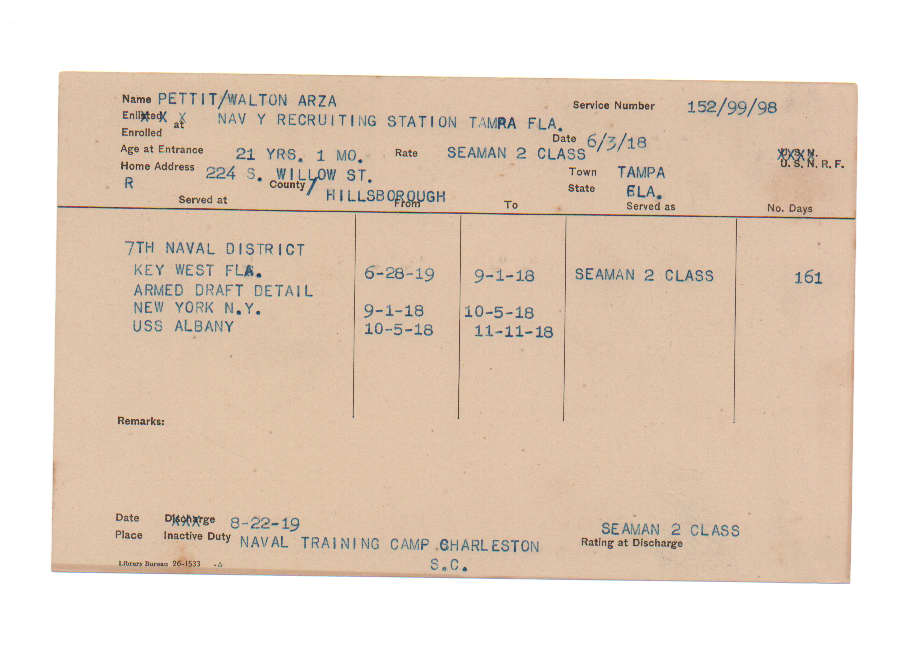 Name PETTIT/WALTON ARZA Service Number 152/99/98
Enlisted at NAV Y RECRUITING STATION TAMPA FLA.
Enrolled Date 6/3/18
Age at Entrance 21 YRS. 1 MO. Rate SEAMAN 2 CLASS U.S.N.
U.S.N.R.F.
Home Address 224 S. WILLOW ST. Town TAMPA
R County / HILLSBOROUGH State FLA.
Served at From To Served as No. Days
7TH NAVAL DISTRICT
KEY WEST FLA. 6-28-19 9-1-18 SEAMAN 2 CLASS 161
ARMED DRAFT DETAIL
NEW YORK N.Y. 9-1-18 10-5-18
USS ALBANY 10-5-18 11-11-18
Remarks:
Date Discharge 8-22-19 SEAMAN 2 CLASS
Place Inactive Duty NAVAL TRAINING CAMP CHARLESTON Rating at Discharge
S.C.
Library Bureau 26-1533